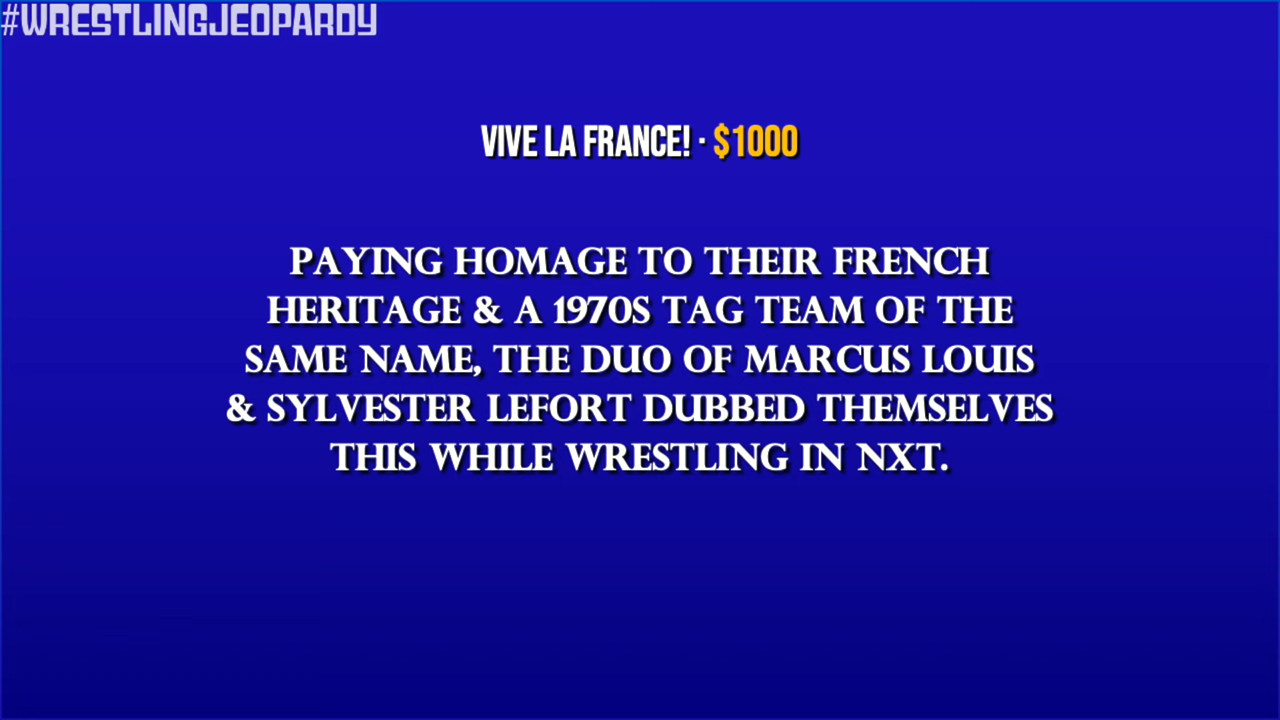 #WRESTLINGJEOPARDY
VIVE LA FRANCE! · $1000
PAYING HOMAGE TO THEIR FRENCH
HERITAGE & A 1970S TAG TEAM OF THE
SAME NAME, THE DUO OF MARCUS LOUIS
& SYLVESTER LEFORT DUBBED THEMSELVES
THIS WHILE WRESTLING IN NXT.